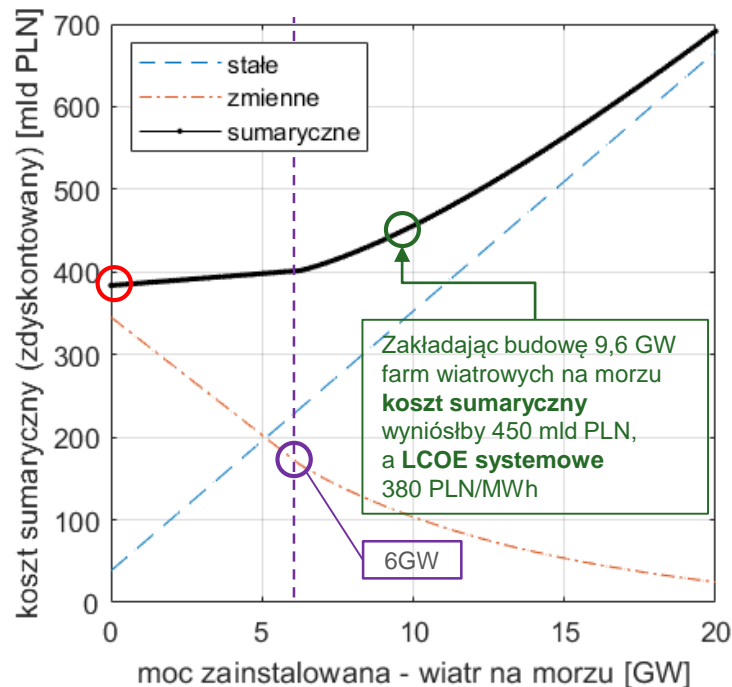 koszt sumaryczny (zdyskontowany) [mld PLN]
700
600
500
400
300
200
100
0
stałe
zmienne
sumaryczne
Zakładając budowę 9,6 GW
farm wiatrowych na morzu
koszt sumaryczny
wyniósłby 450 mld PLN,
a LCOE systemowe
380 PLN/MWh
6GW
0
5
10
15
20
moc zainstalowana - wiatr na morzu [GW]